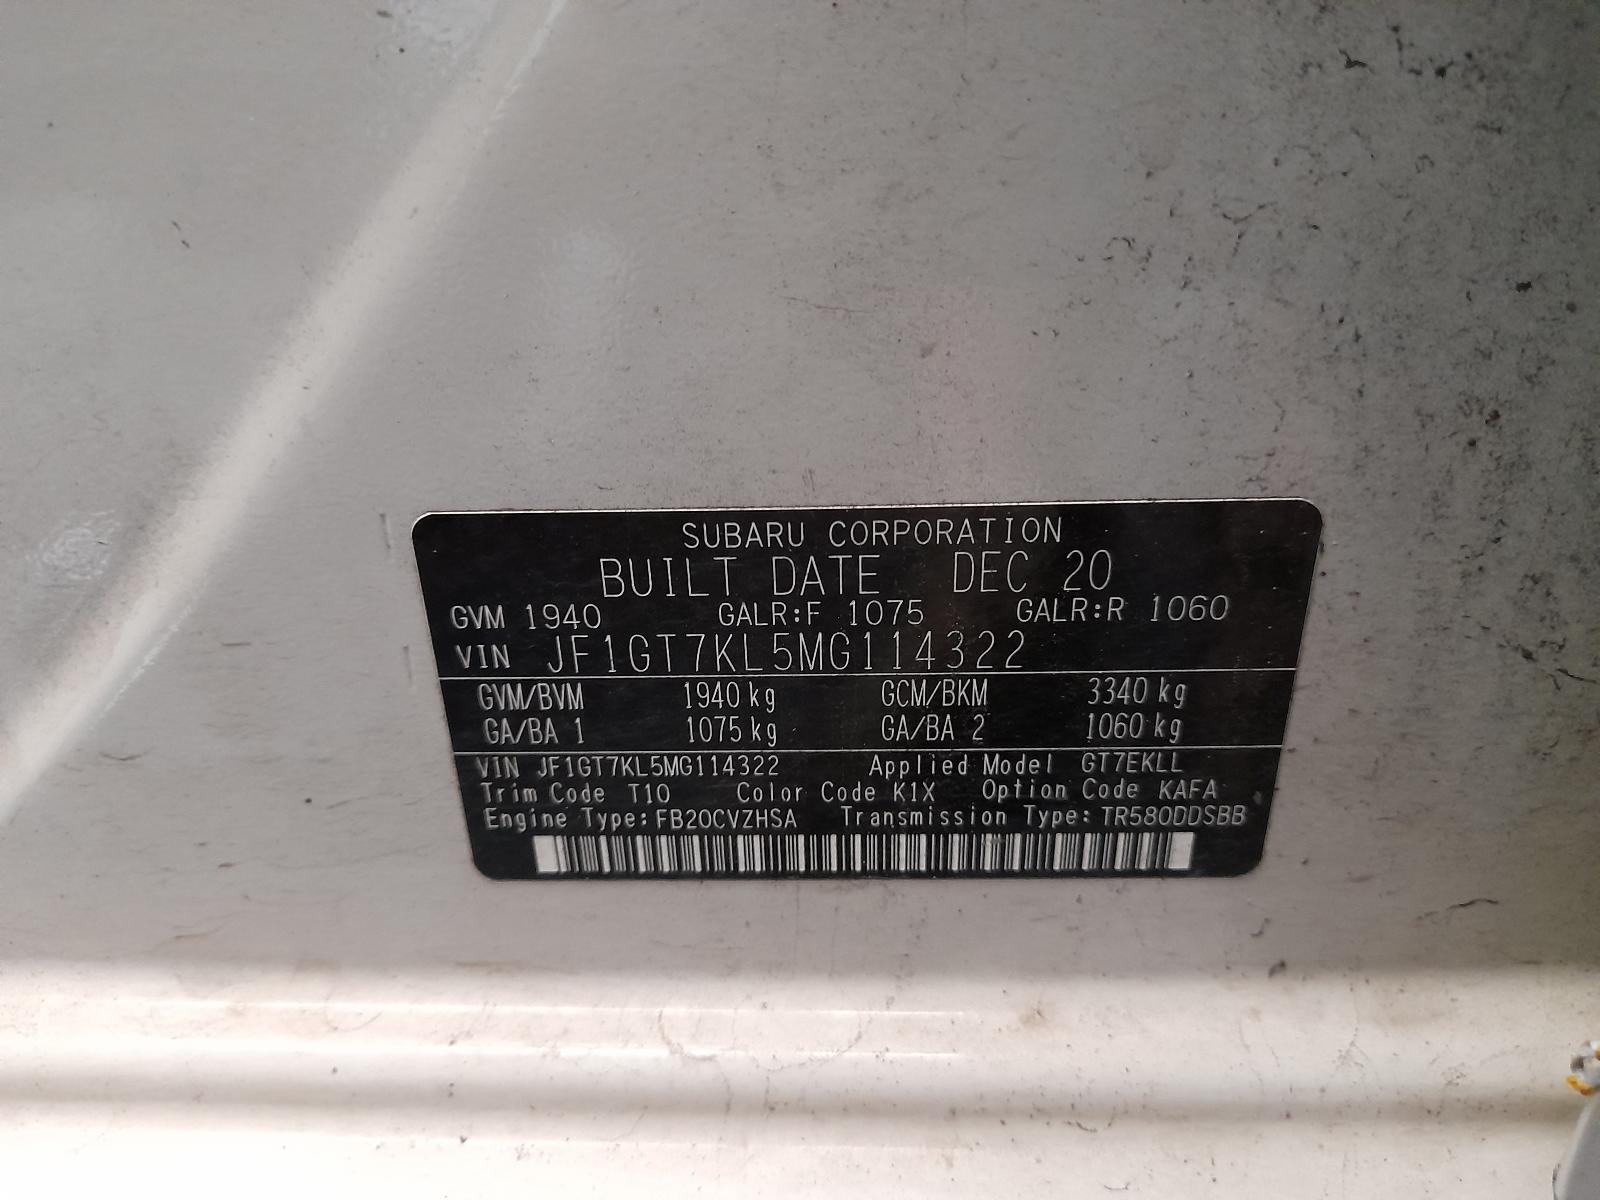 SUBARU CORPORATION
BUILT DATE DEC 20
GVM 1940 GALR:F 1075 GALR:R 1060
VIN JF1GT7KL5MG114322
GVM/BVM 1940 kg GCM/BKM 3340 kg
GA/BA 1 1075 kg GA/BA 2 1060 kg
VIN JF1GT7KL5MG114322 Applied Model GT7EKLL
Trim Code T10 Color Code K1X Option Code KAFA
Engine Type: FB20CVZHSA Transmission Type: TR580DDSBB